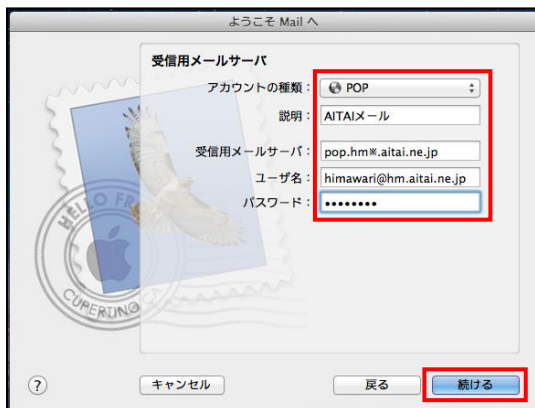 ようこそ Mail へ
受信用メールサーバ
アカウントの種類： POP
説明： AITAIメール
受信用メールサーバ： pop.hm※.aitai.ne.jp
ユーザ名： himawari@hm.aitai.ne.jp
パスワード： ••••••••
HELLO FR
CUPERTINO CA
? キャンセル 戻る 続ける